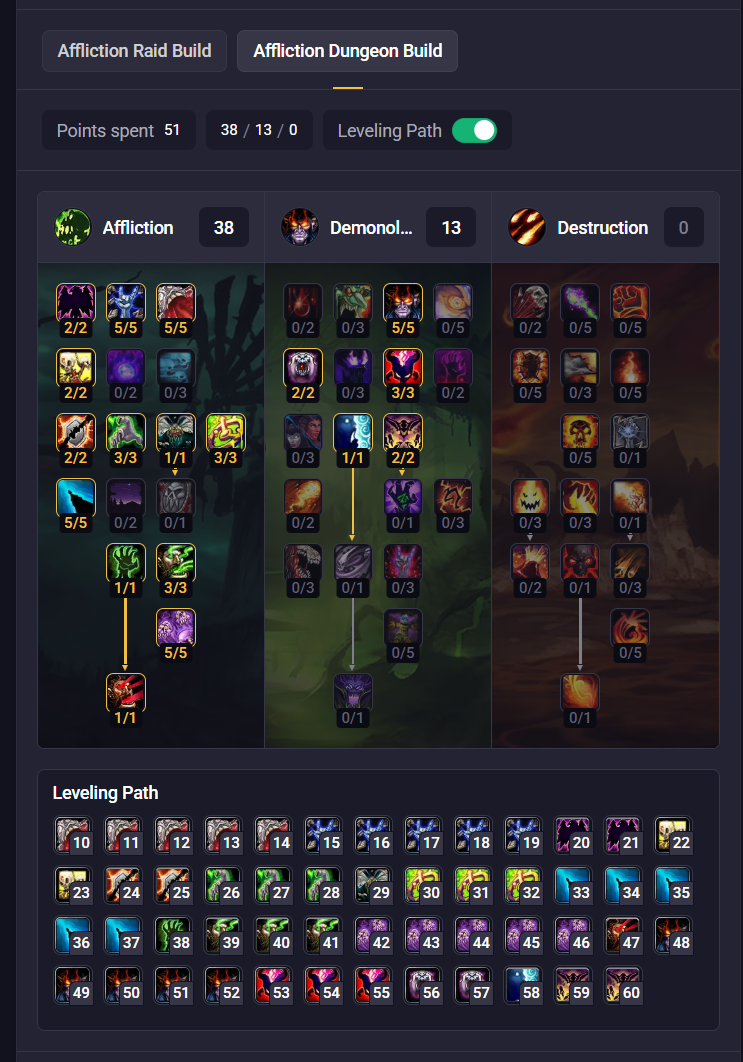 Affliction Raid Build Affliction Dungeon Build
Points spent 51 38 / 13 / 0 Leveling Path
Affliction 38 Demonol... 13 Destruction 0
2/2 5/5 5/5 0/2 0/3 5/5 0/5 0/2 0/5 0/5
2/2 0/2 0/3 2/2 0/3 3/3 0/2 0/5 0/3 0/5
2/2 3/3 1/1 3/3 0/3 1/1 2/2 0/5 0/1
5/5 0/2 0/1 0/2 0/1 0/3 0/3 0/3 0/1
1/1 3/3 0/3 0/1 0/3 0/2 0/1 0/3
5/5 0/5 0/5
1/1 0/1 0/1
Leveling Path
10 11 12 13 14 15 16 17 18 19 20 21 22
23 24 25 26 27 28 29 30 31 32 33 34 35
36 37 38 39 40 41 42 43 44 45 46 47 48
49 50 51 52 53 54 55 56 57 58 59 60